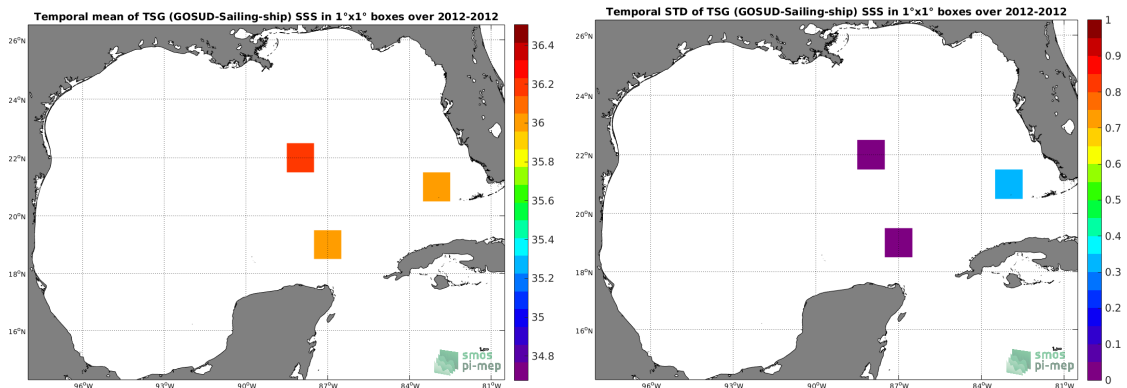 Temporal mean of TSG (GOSUD-Sailing-ship) SSS in 1°x1° boxes over 2012-2012
26°N
24°N
22°N
20°N
18°N
16°N
96°W
93°W
90°W
87°W
84°W
81°W
36.4
36.2
36
35.8
35.6
35.4
35.2
35
34.8
smos
pi-mep
Temporal STD of TSG (GOSUD-Sailing-ship) SSS in 1°x1° boxes over 2012-2012
26°N
24°N
22°N
20°N
18°N
16°N
96°W
93°W
90°W
87°W
84°W
81°W
1
0.9
0.8
0.7
0.6
0.5
0.4
0.3
0.2
0.1
0
smos
pi-mep